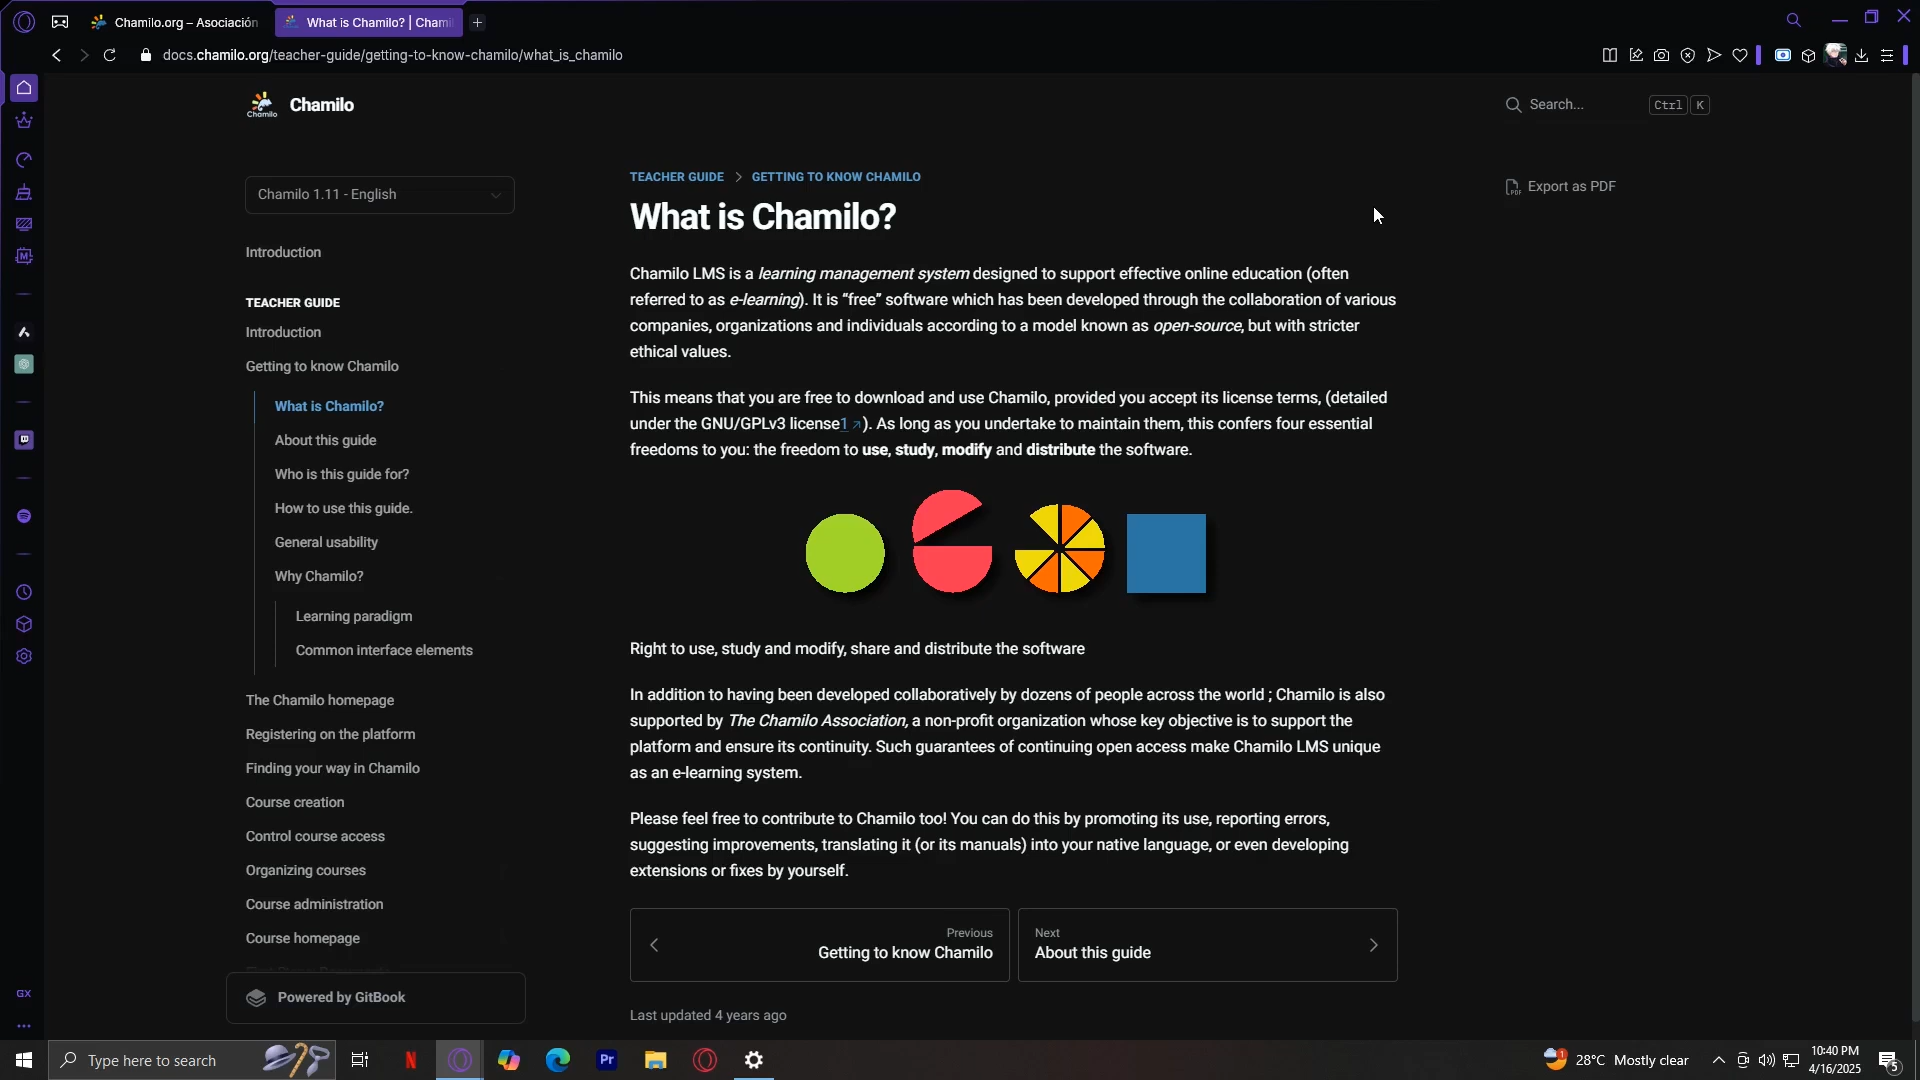 Chamilo.org – Asociación
What is Chamilo? | Chami
docs.chamilo.org/teacher-guide/getting-to-know-chamilo/what_is_chamilo
Chamilo
Chamilo
Search...
Ctrl K
Chamilo 1.11 - English
TEACHER GUIDE > GETTING TO KNOW CHAMILO
Export as PDF
What is Chamilo?
Introduction
TEACHER GUIDE
Introduction
Getting to know Chamilo
What is Chamilo?
About this guide
Who is this guide for?
How to use this guide.
General usability
Why Chamilo?
Learning paradigm
Common interface elements
The Chamilo homepage
Registering on the platform
Finding your way in Chamilo
Course creation
Control course access
Organizing courses
Course administration
Course homepage
Powered by GitBook
Chamilo LMS is a learning management system designed to support effective online education (often
referred to as e-learning). It is “free” software which has been developed through the collaboration of various
companies, organizations and individuals according to a model known as open-source, but with stricter
ethical values.
This means that you are free to download and use Chamilo, provided you accept its license terms, (detailed
under the GNU/GPLv3 license1). As long as you undertake to maintain them, this confers four essential
freedoms to you: the freedom to use, study, modify and distribute the software.
Right to use, study and modify, share and distribute the software
In addition to having been developed collaboratively by dozens of people across the world ; Chamilo is also
supported by The Chamilo Association, a non-profit organization whose key objective is to support the
platform and ensure its continuity. Such guarantees of continuing open access make Chamilo LMS unique
as an e-learning system.
Please feel free to contribute to Chamilo too! You can do this by promoting its use, reporting errors,
suggesting improvements, translating it (or its manuals) into your native language, or even developing
extensions or fixes by yourself.
Previous
Getting to know Chamilo
Next
About this guide
Last updated 4 years ago
GX
Type here to search
Pr
1
28°C Mostly clear
10:40 PM
4/16/2025
5